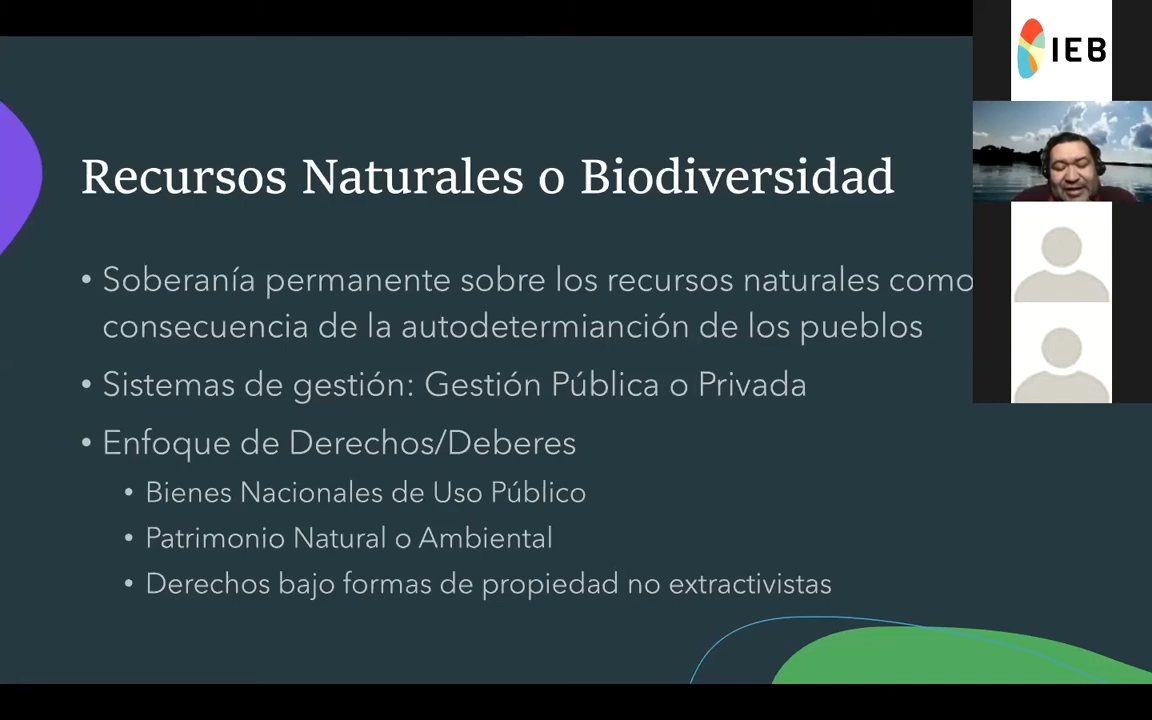 Recursos Naturales o Biodiversidad
• Soberanía permanente sobre los recursos naturales como
consecuencia de la autodetermianción de los pueblos
• Sistemas de gestión: Gestión Pública o Privada
• Enfoque de Derechos/Deberes
• Bienes Nacionales de Uso Público
• Patrimonio Natural o Ambiental
• Derechos bajo formas de propiedad no extractivistas
IEB